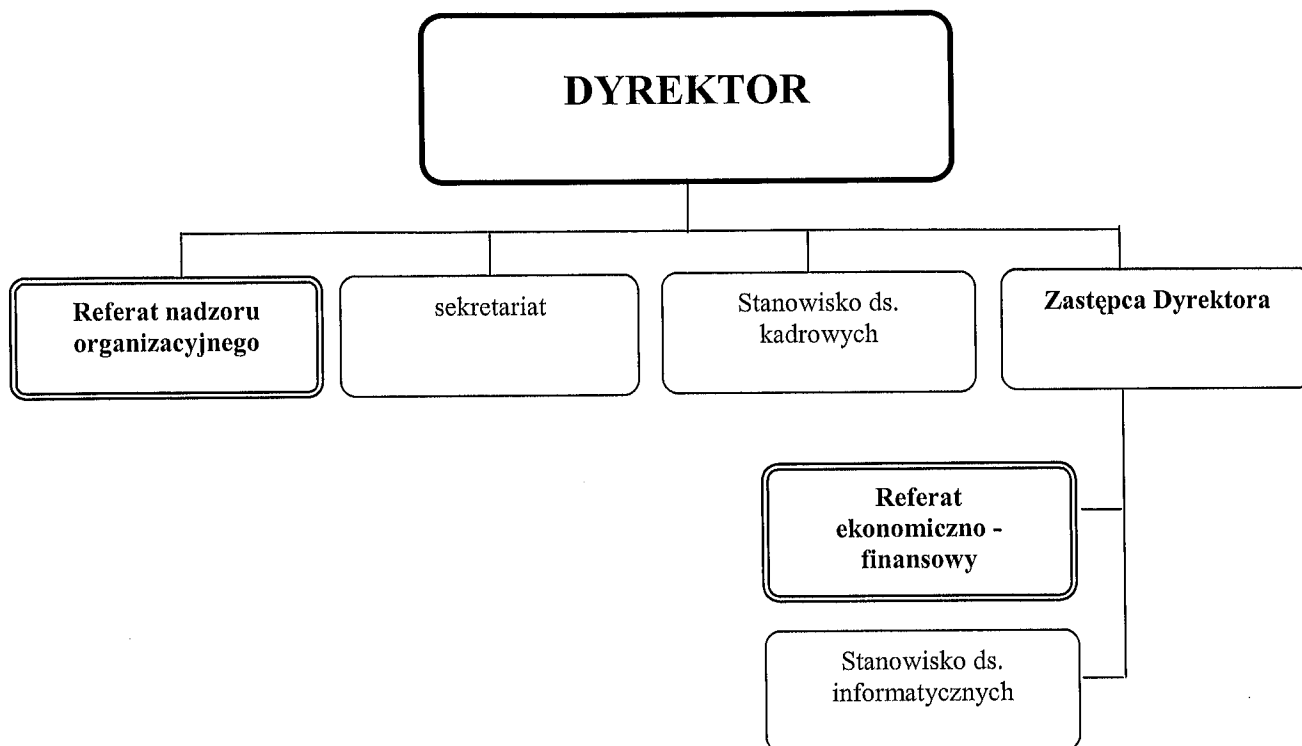 DYREKTOR
Referat nadzoru
organizacyjnego
sekretariat
Stanowisko ds.
kadrowych
Zastępca Dyrektora
Referat
ekonomiczno -
finansowy
Stanowisko ds.
informatycznych